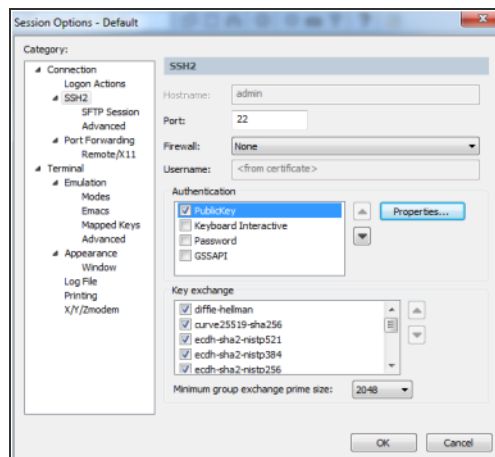 Session Options - Default
Category:
Connection
Logon Actions
SSH2
SFTP Session
Advanced
Port Forwarding
Remote/X11
Terminal
Emulation
Modes
Emacs
Mapped Keys
Advanced
Appearance
Window
Log File
Printing
X/Y/Zmodem
SSH2
Hostname: admin
Port: 22
Firewall: None
Username: <from certificate>
Authentication
PublicKey
Keyboard Interactive
Password
GSSAPI
Properties...
Key exchange
diffie-hellman
curve25519-sha256
ecdh-sha2-nistp521
ecdh-sha2-nistp384
ecdh-sha2-nistp256
Minimum group exchange prime size: 2048
OK Cancel